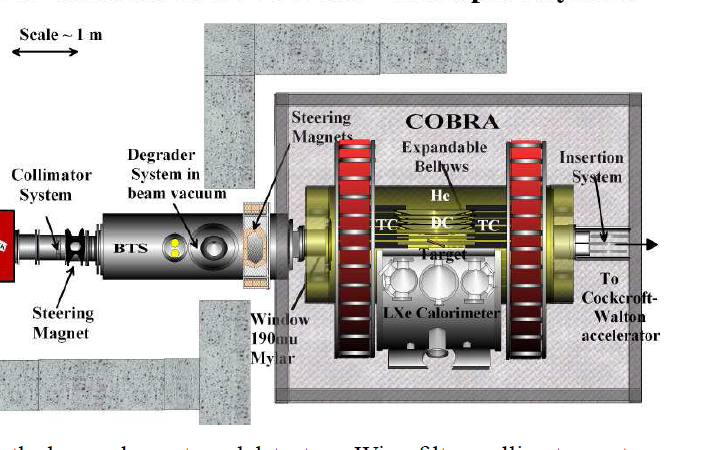 Scale ~ 1 m
Steering
Magnets
COBRA
Expandable
Bellows
Insertion
System
Degrader
System in
beam vacuum
Collimator
System
He
TC
DC
TC
BTS
Target
Steering
Magnet
Window
190mu
Mylar
LXe Calorimeter
To
Cockcroft-
Walton
accelerator